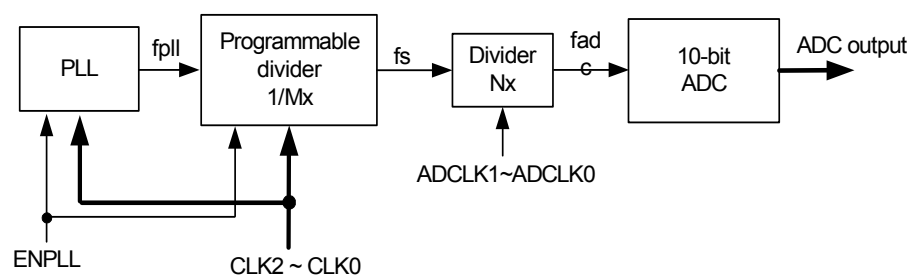 PLL
fpll
Programmable
divider
1/Mx
fs
Divider
Nx
fad
c
10-bit
ADC
ADC output
ADCLK1~ADCLK0
ENPLL
CLK2 ~ CLK0